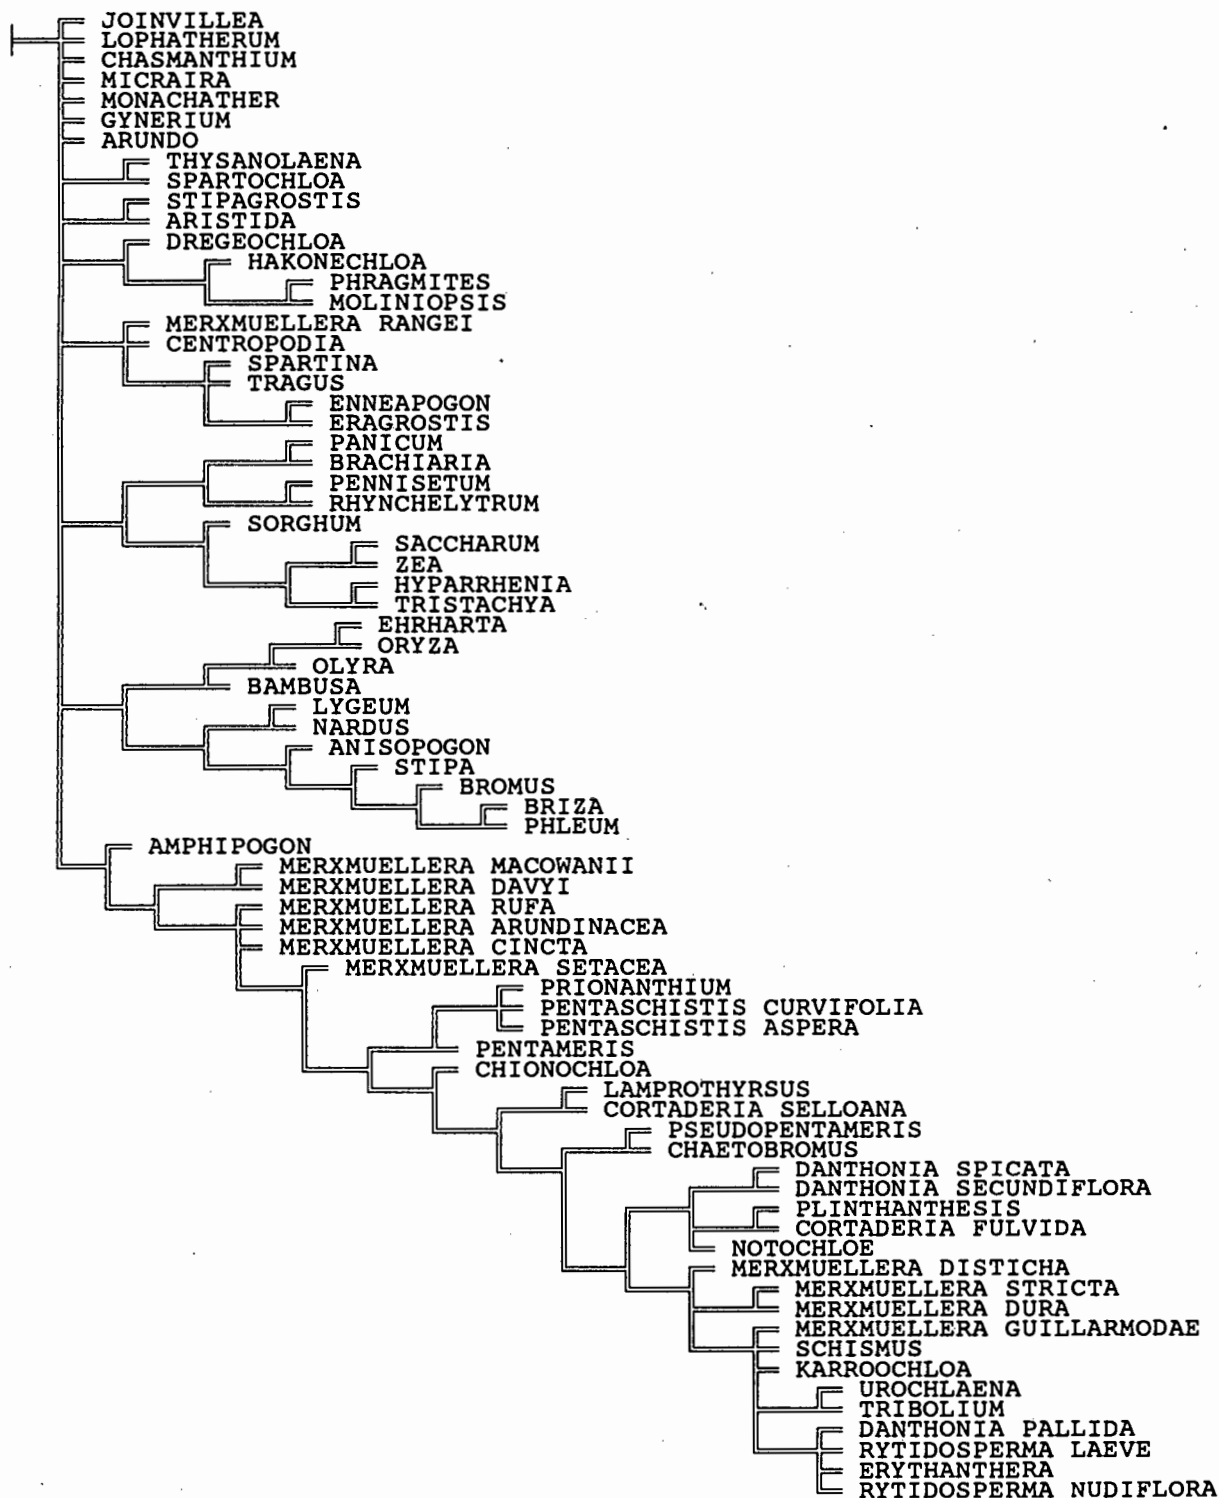 JOINVILLEA
LOPHATHERUM
CHASMANTHIUM
MICRAIRA
MONACHATHER
GYNERIUM
ARUNDO
THYSANOLAENA
SPARTOCHLOA
STIPAGROSTIS
ARISTIDA
DREGEOCHLOA
HAKONECHLOA
PHRAGMITES
MOLINIOPSIS
MERXMUELLERA RANGEI
CENTROPODIA
SPARTINA
TRAGUS
ENNEAPOGON
ERAGROSTIS
PANICUM
BRACHIARIA
PENNISETUM
RHYNCHELYTRUM
SORGHUM
SACCHARUM
ZEA
HYPARRHENIA
TRISTACHYA
EHRHARTA
ORYZA
OLYRA
BAMBUSA
LYGEUM
NARDUS
ANISOPOGON
STIPA
BROMUS
BRIZA
PHLEUM
AMPHIPOGON
MERXMUELLERA MACOWANII
MERXMUELLERA DAVYI
MERXMUELLERA RUFA
MERXMUELLERA ARUNDINACEA
MERXMUELLERA CINCTA
MERXMUELLERA SETACEA
PRIONANTHIUM
PENTASCHISTIS CURVIFOLIA
PENTASCHISTIS ASPERA
PENTAMERIS
CHIONOCHLOA
LAMPROTHYRSUS
CORTADERIA SELLOANA
PSEUDOPENTAMERIS
CHAETOBROMUS
DANTHONIA SPICATA
DANTHONIA SECUNDIFLORA
PLINTHANTHESIS
CORTADERIA FULVIDA
NOTOCHLOE
MERXMUELLERA DISTICHA
MERXMUELLERA STRICTA
MERXMUELLERA DURA
MERXMUELLERA GUILLARMODAE
SCHISMUS
KARROOCHLOA
UROCHLAENA
TRIBOLIUM
DANTHONIA PALLIDA
RYTIDOSPERMA LAEVE
ERYTHANTHERA
RYTIDOSPERMA NUDIFLORA